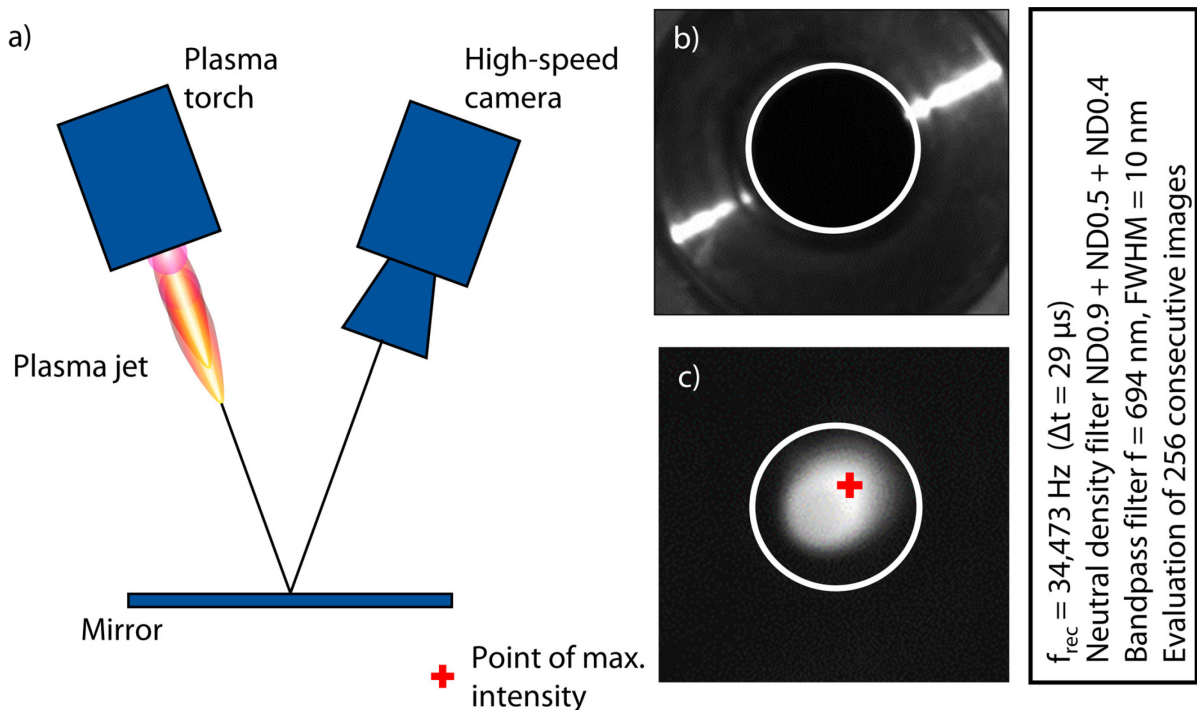 a)
Plasma
torch
High-speed
camera
Plasma jet
Mirror
Point of max.
intensity
b)
c)
f_rec = 34,473 Hz (Δt = 29 µs)
Neutral density filter ND0.9 + ND0.5 + ND0.4
Bandpass filter f = 694 nm, FWHM = 10 nm
Evaluation of 256 consecutive images